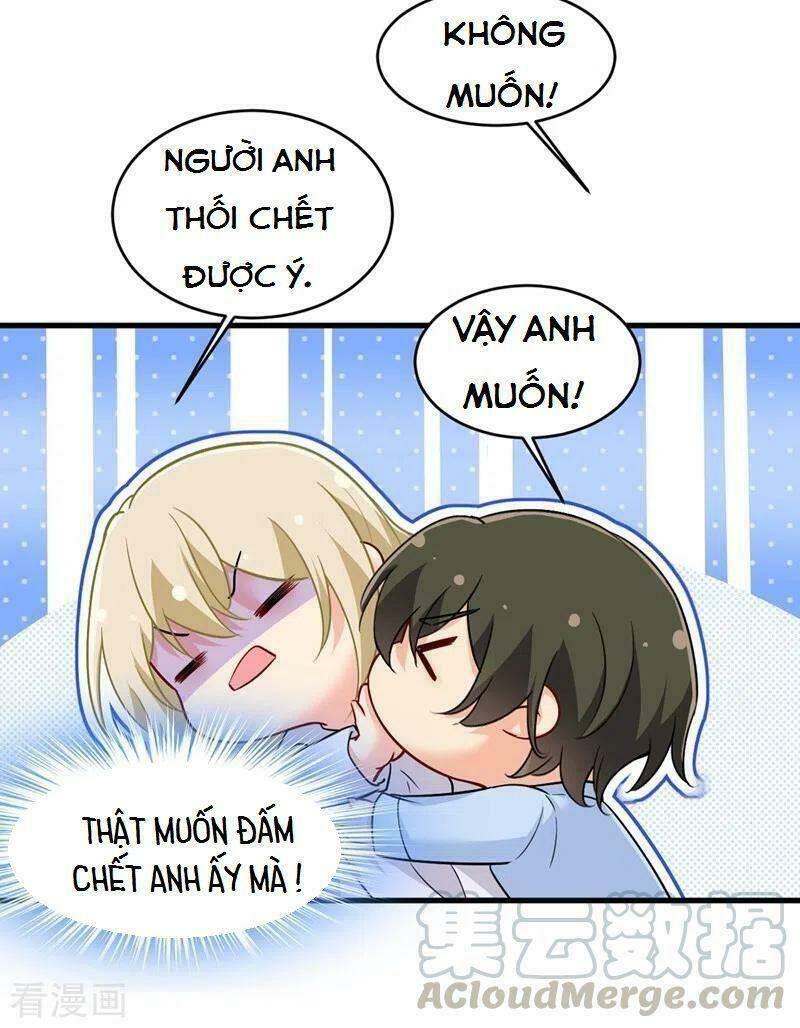 KHÔNG
MUỐN!
NGƯỜI ANH
THỐI CHẾT
ĐƯỢC Ý.
VẬY ANH
MUỐN!
THẬT MUỐN ĐẤM
CHẾT ANH ẤY MÀ!
集云数据
看漫画
AcloudMerge.com